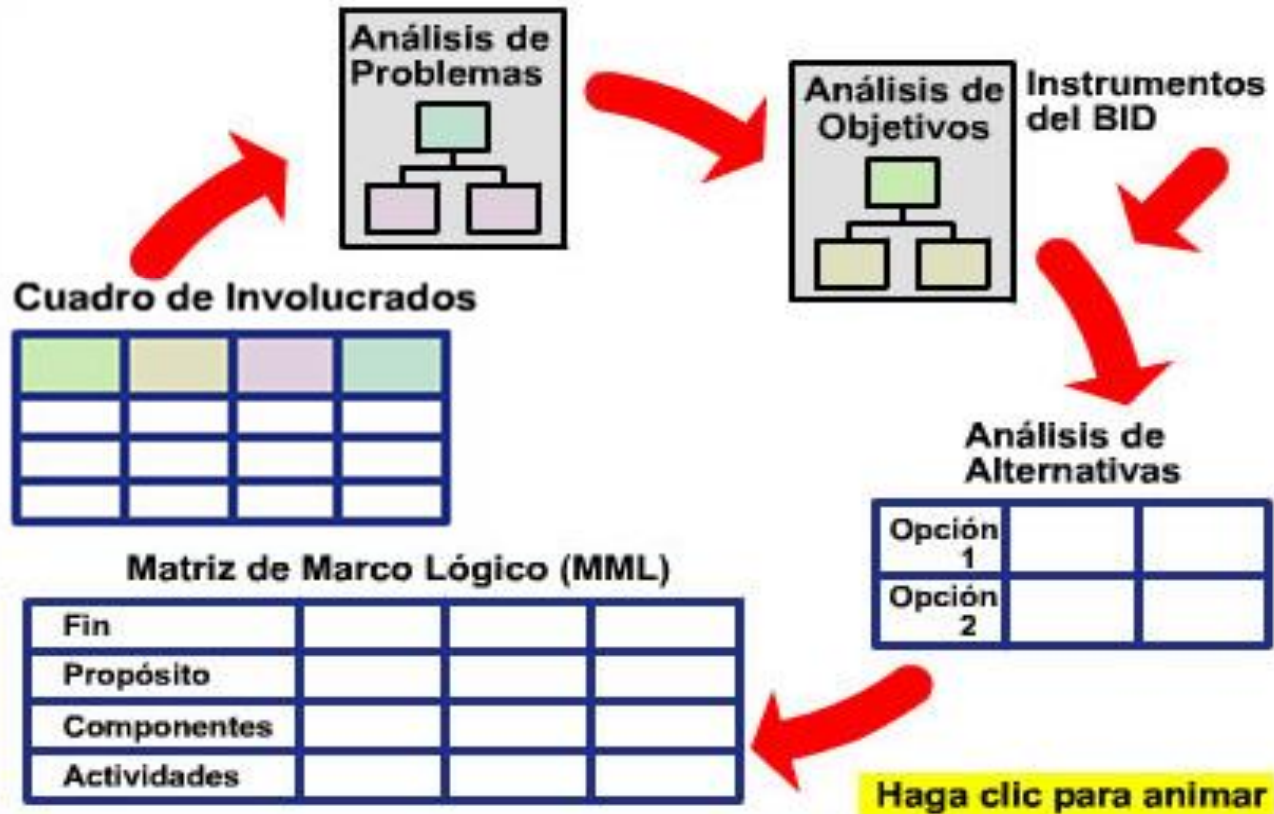 Análisis de
Problemas
Análisis de
Objetivos
Instrumentos
del BID
Cuadro de Involucrados
Análisis de
Alternativas
Opción
1
Opción
2
Matriz de Marco Lógico (MML)
Fin
Propósito
Componentes
Actividades
Haga clic para animar